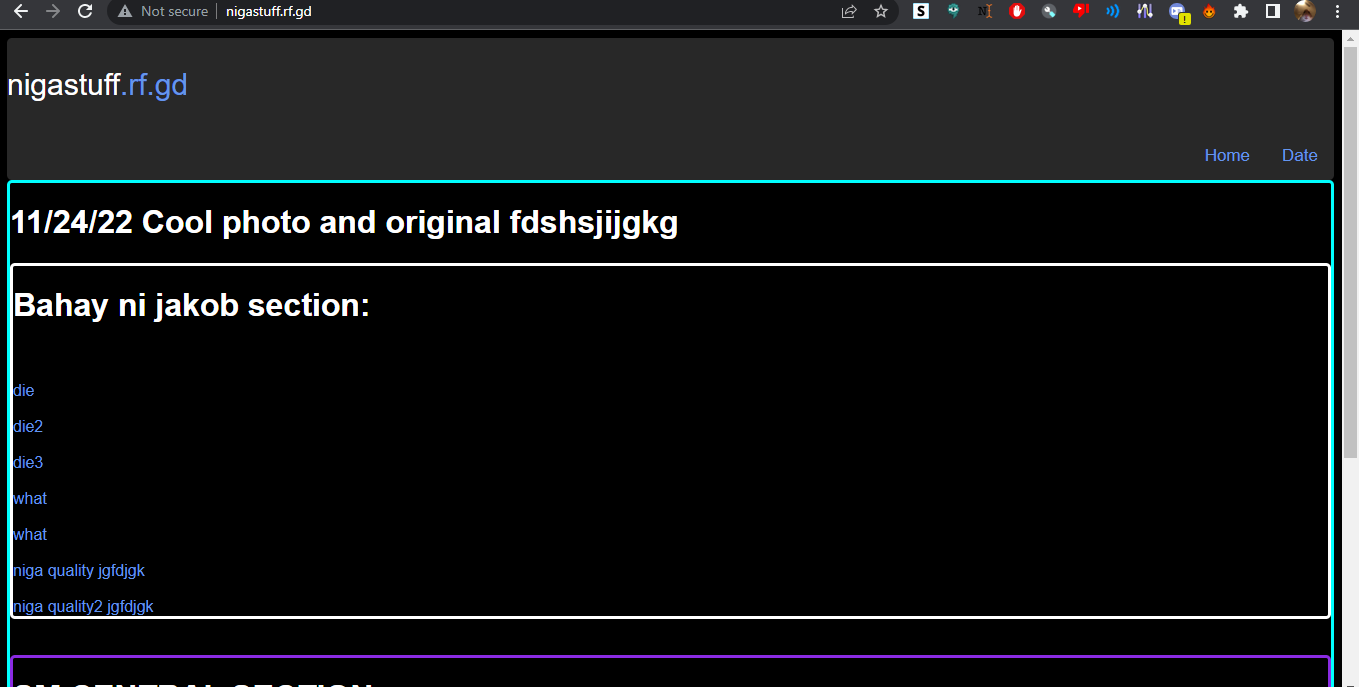 Not secure nigastuff.rf.gd
nigastuff.rf.gd
Home Date
11/24/22 Cool photo and original fdshsjijgkg
Bahay ni jakob section:
die
die2
die3
what
what
niga quality jgfdjgk
niga quality2 jgfdjgk